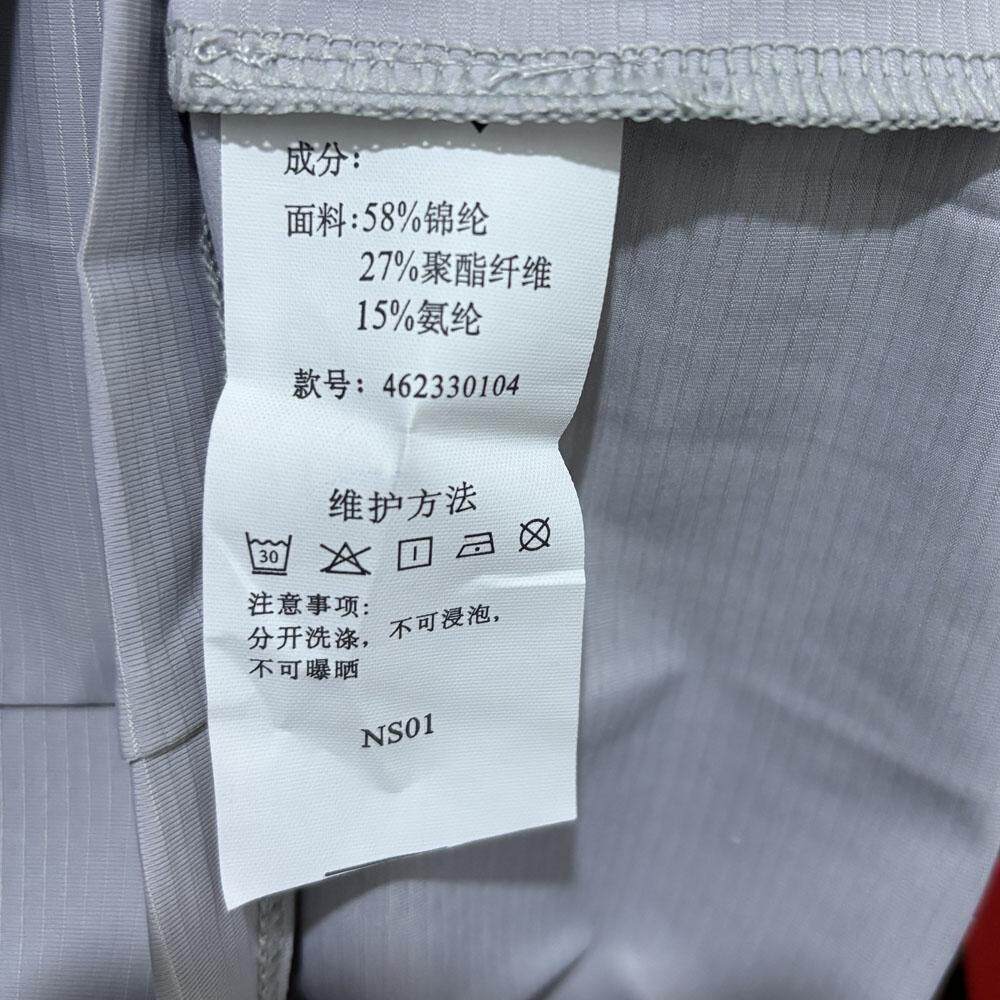 成分:
面料:58%锦纶
27%聚酯纤维
15%氨纶
款号: 462330104
维护方法
30
注意事项:
分开洗涤, 不可浸泡,
不可曝晒
NS01